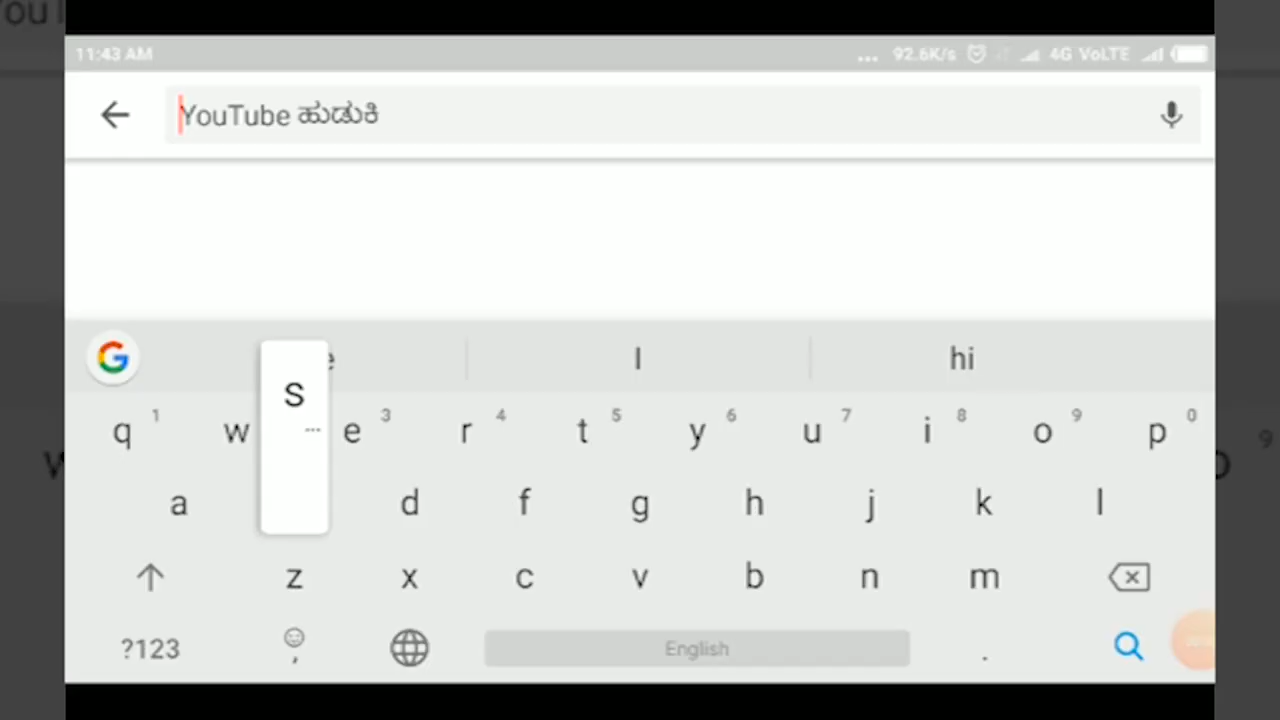 11:43 AM ... 92.6K/s 4G VoLTE
YouTube ಹುಡುಕಿ
I hi
q 1 w e 3 r 4 t 5 y 6 u 7 i 8 o 9 p 0
S ...
a d f g h j k l
z x c v b n m
?123 , English .